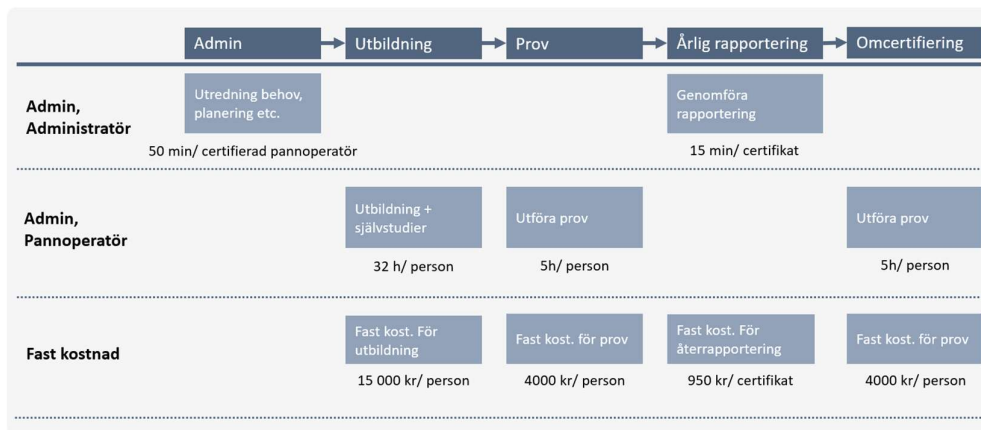 Admin
Utbildning
Prov
Årlig rapportering
Omcertifiering
Admin,
Administratör
Utredning behov,
planering etc.
Genomföra
rapportering
50 min/ certifierad pannoperatör
15 min/ certifikat
Admin,
Pannoperatör
Utbildning +
självstudier
Utföra prov
Utföra prov
32 h/ person
5h/ person
5h/ person
Fast kostnad
Fast kost. För
utbildning
Fast kost. för prov
Fast kost. För
återrapportering
Fast kost. för prov
15 000 kr/ person
4000 kr/ person
950 kr/ certifikat
4000 kr/ person